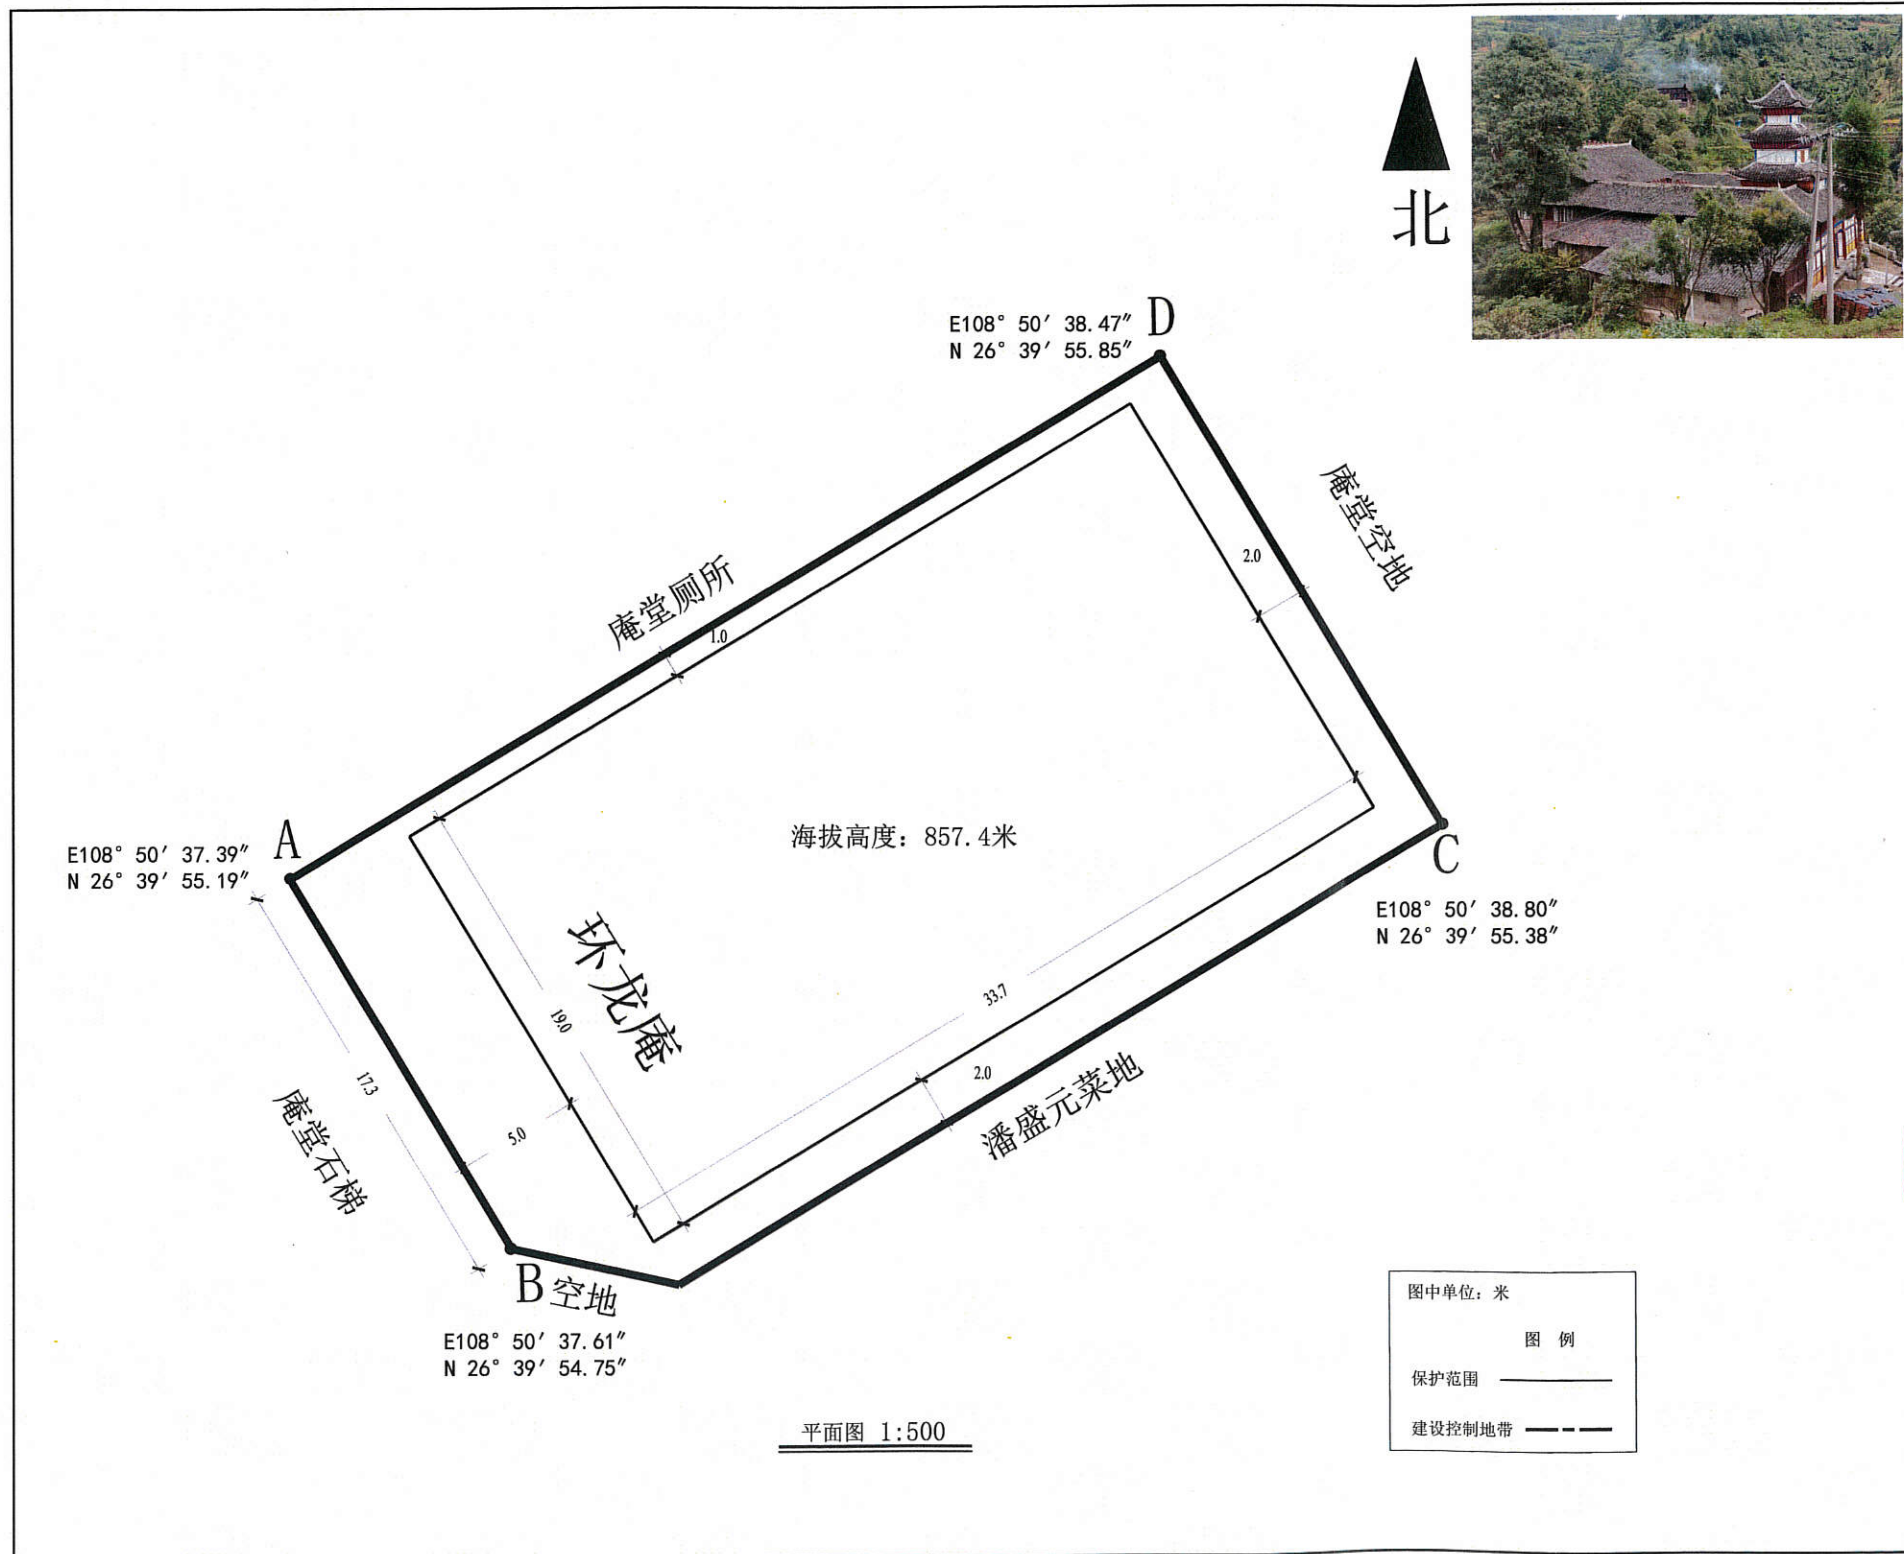 北
E108° 50′ 38.47″
N 26° 39′ 55.85″
D
庵堂空地
2.0
庵堂厕所
1.0
海拔高度：857.4米
A
E108° 50′ 37.39″
N 26° 39′ 55.19″
C
E108° 50′ 38.80″
N 26° 39′ 55.38″
环龙庵
19.0
33.7
17.3
2.0
潘盛元菜地
5.0
庵堂石梯
B
空地
E108° 50′ 37.61″
N 26° 39′ 54.75″
平面图 1:500
图中单位：米
图 例
保护范围
建设控制地带